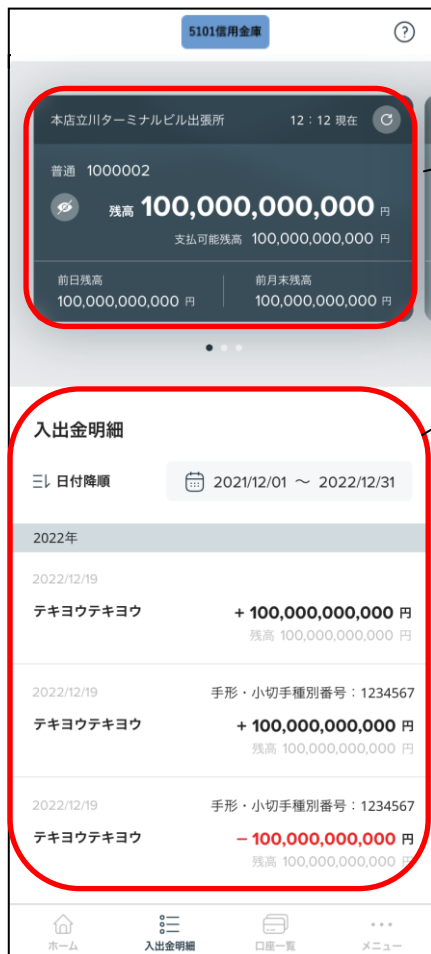 5101信用金庫
?
本店立川ターミナルビル出張所 12：12 現在
普通 1000002
残高 100,000,000,000 円
支払可能残高 100,000,000,000 円
前日残高 前月末残高
100,000,000,000 円 100,000,000,000 円
入出金明細
日付降順 2021/12/01 ～ 2022/12/31
2022年
2022/12/19
テキヨウテキヨウ + 100,000,000,000 円
残高 100,000,000,000 円
2022/12/19 手形・小切手種別番号：1234567
テキヨウテキヨウ + 100,000,000,000 円
残高 100,000,000,000 円
2022/12/19 手形・小切手種別番号：1234567
テキヨウテキヨウ − 100,000,000,000 円
残高 100,000,000,000 円
ホーム 入出金明細 口座一覧 メニュー